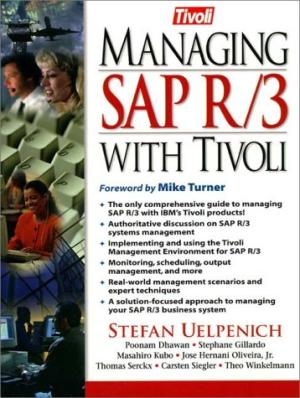 Tivoli
MANAGING
SAP R/3
WITH TIVOLI
Foreword by Mike Turner
The only comprehensive guide to managing
SAP R/3 with IBM's Tivoli products!
Authoritative discussion on SAP R/3
systems management
Implementing and using the Tivoli
Management Environment for SAP R/3
Monitoring, scheduling, output
management, and more
Real-world management scenarios and
expert techniques
A solution-focused approach to managing
your SAP R/3 business system
STEFAN UELPENICH
Poonam Dhawan • Stephane Gillardo
Masahiro Kubo • Jose Hernani Oliveira, Jr.
Thomas Serckx • Carsten Siegler • Theo Winkelmann